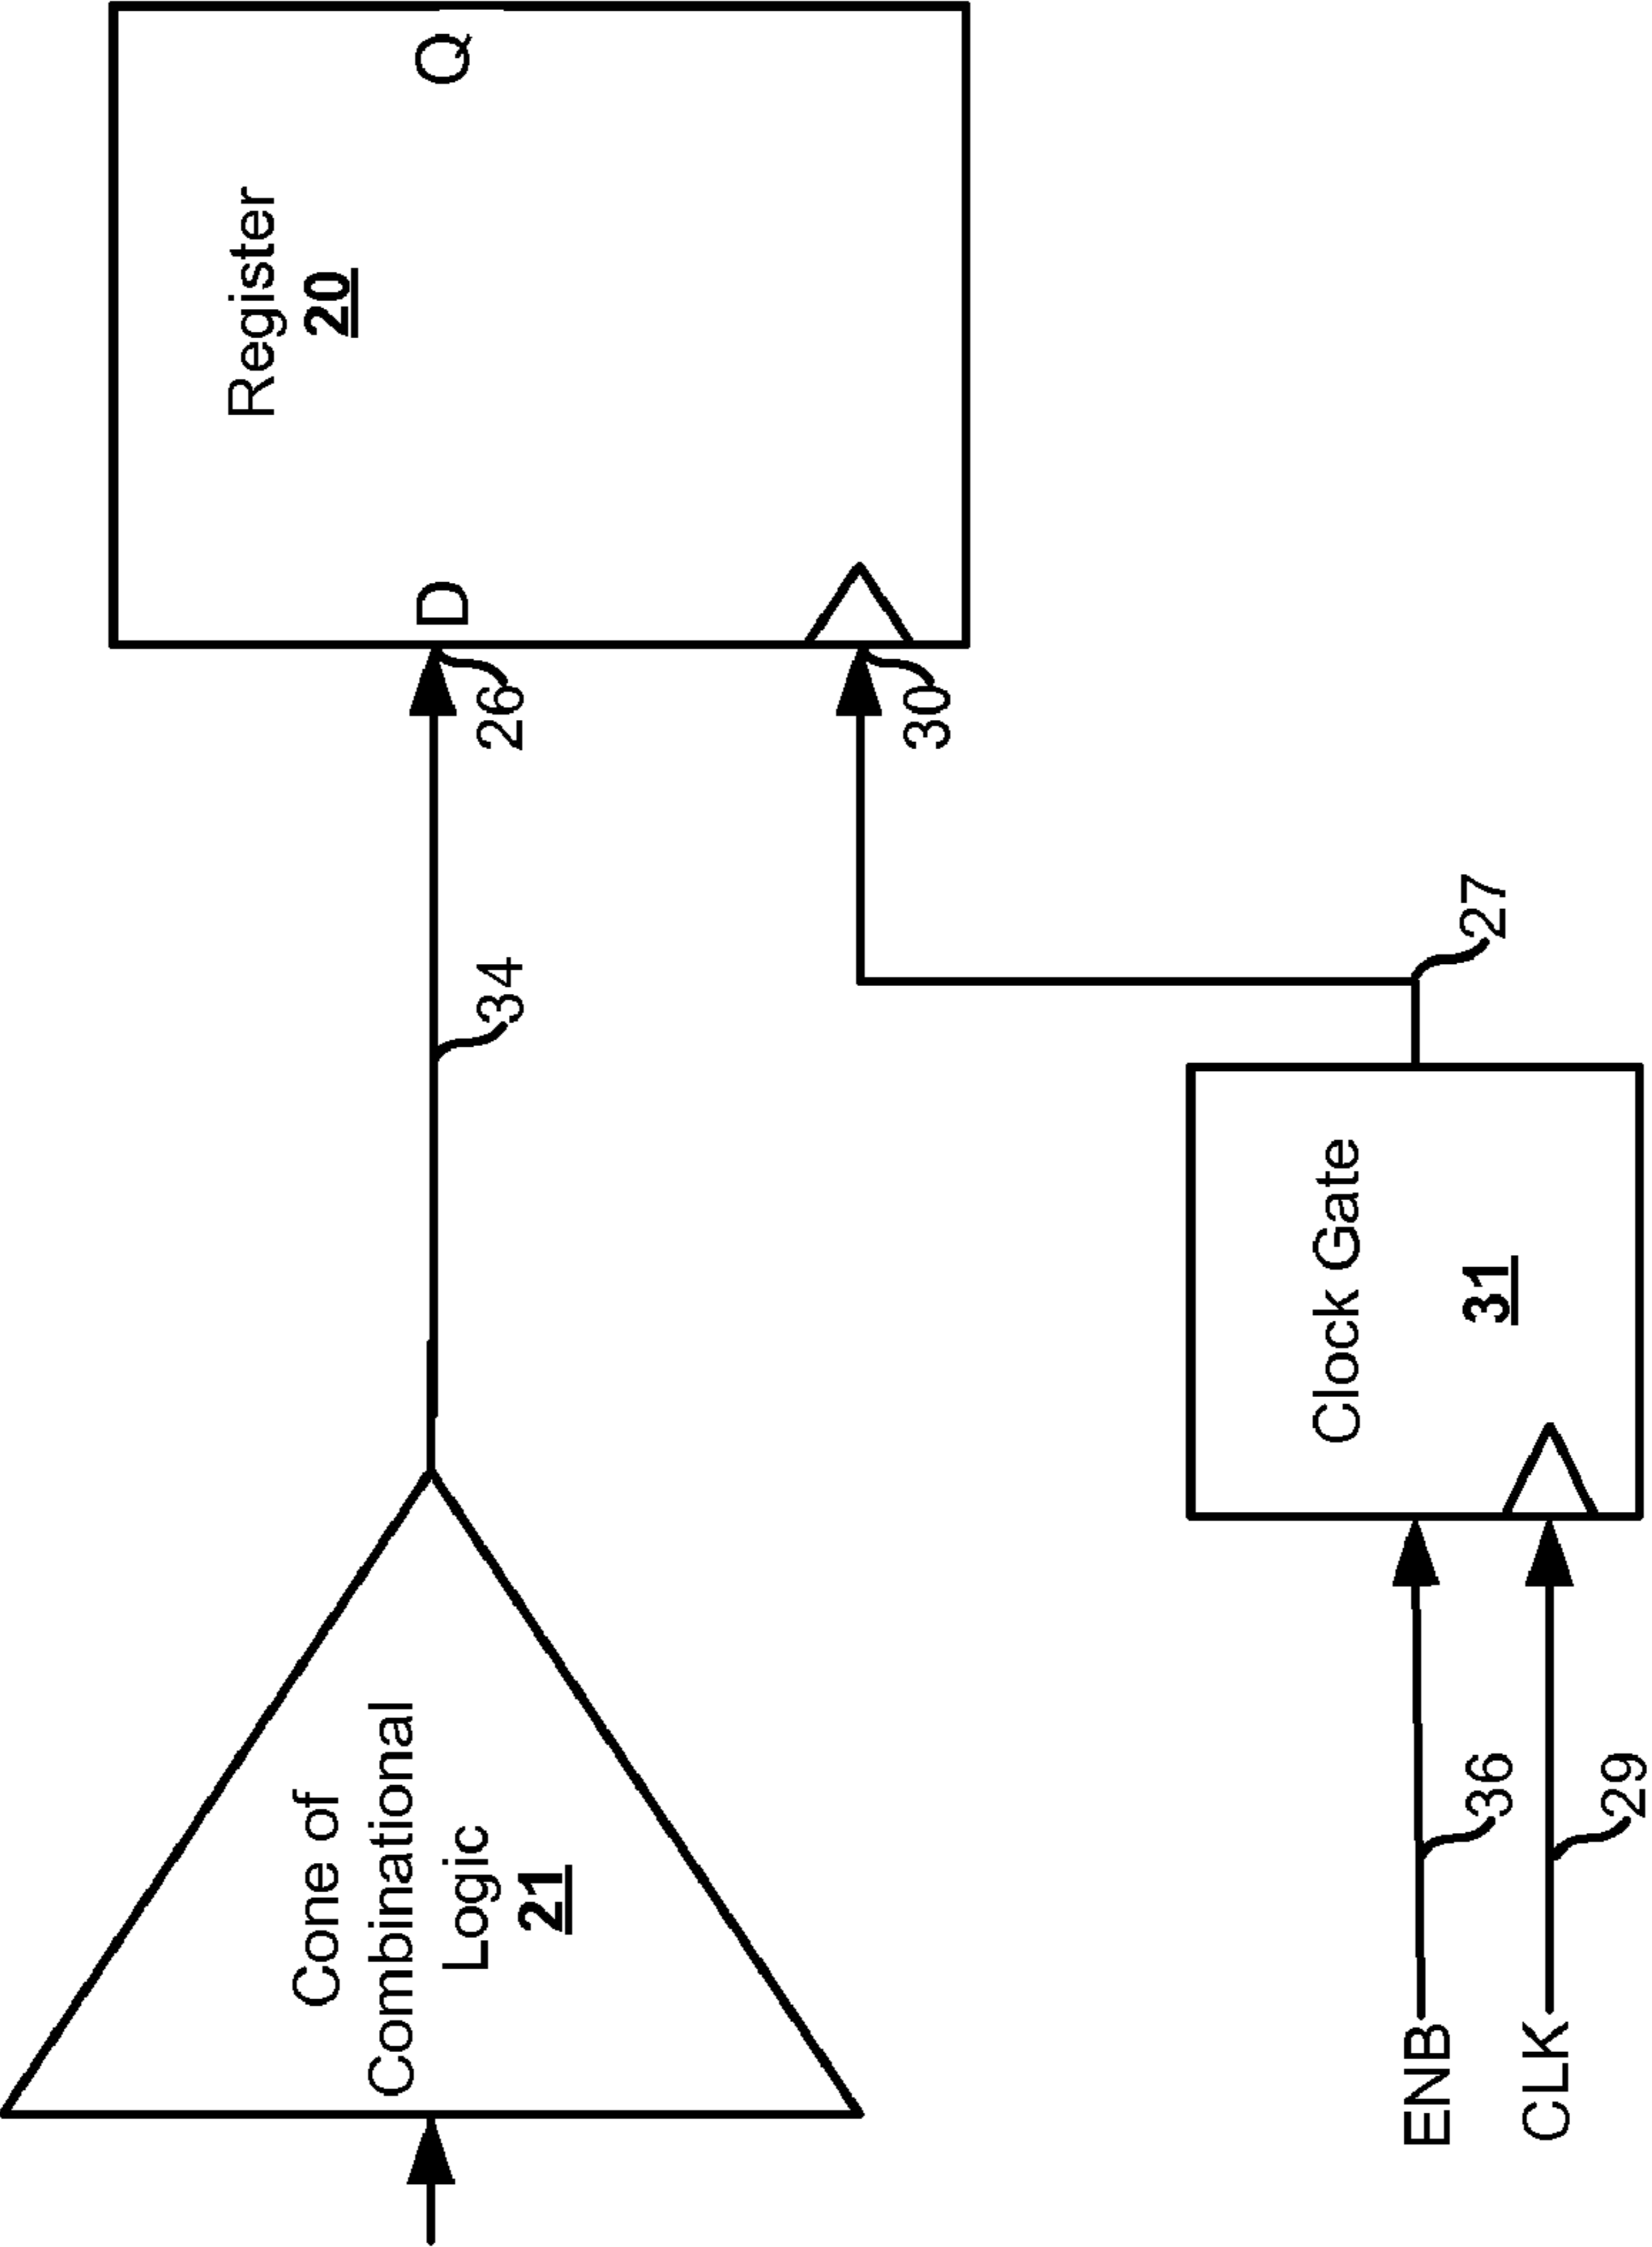 Cone of
Combinational
Logic
21
34
26
D
Register
20
Q
30
ENB
CLK
36
29
Clock Gate
31
27